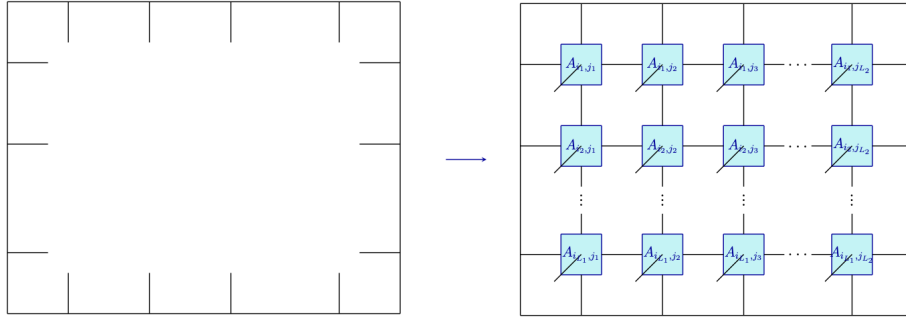 A_{i_1,j_1} A_{i_1,j_2} A_{i_1,j_3} ⋯ A_{i_1,j_{L_2}}
A_{i_2,j_1} A_{i_2,j_2} A_{i_2,j_3} ⋯ A_{i_2,j_{L_2}}
⋮ ⋮ ⋮ ⋮
A_{i_{L_1},j_1} A_{i_{L_1},j_2} A_{i_{L_1},j_3} ⋯ A_{i_{L_1},j_{L_2}}